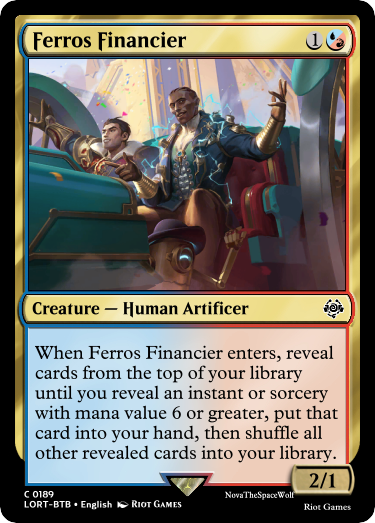 Ferros Financier 1
Creature — Human Artificer
When Ferros Financier enters, reveal
cards from the top of your library
until you reveal an instant or sorcery
with mana value 6 or greater, put that
card into your hand, then shuffle all
other revealed cards into your library.
2/1
C 0189
LORT-BTB • English RIOT GAMES
NovaTheSpaceWolf
Riot Games